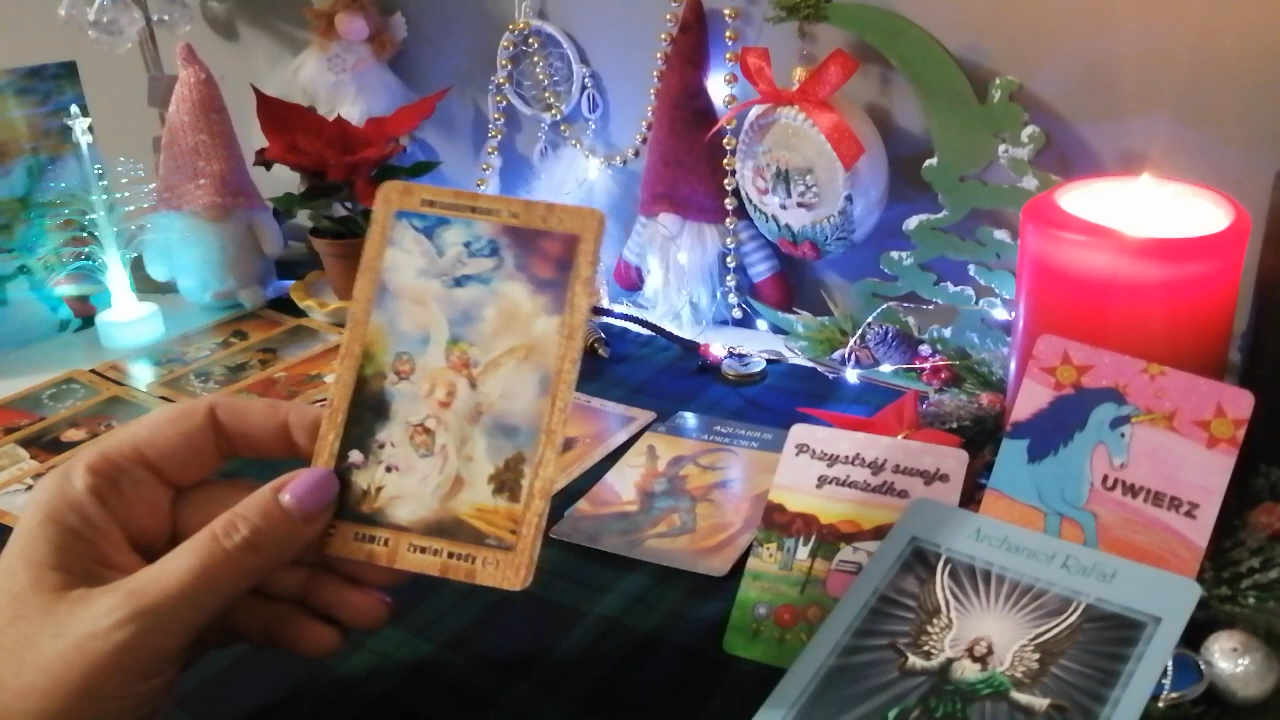 SAMEK żywioł wody (-)
AQUARIUS
CAPRICORN
Przystrój swoje
gniazdko
UWIERZ
Archanioł Rafał